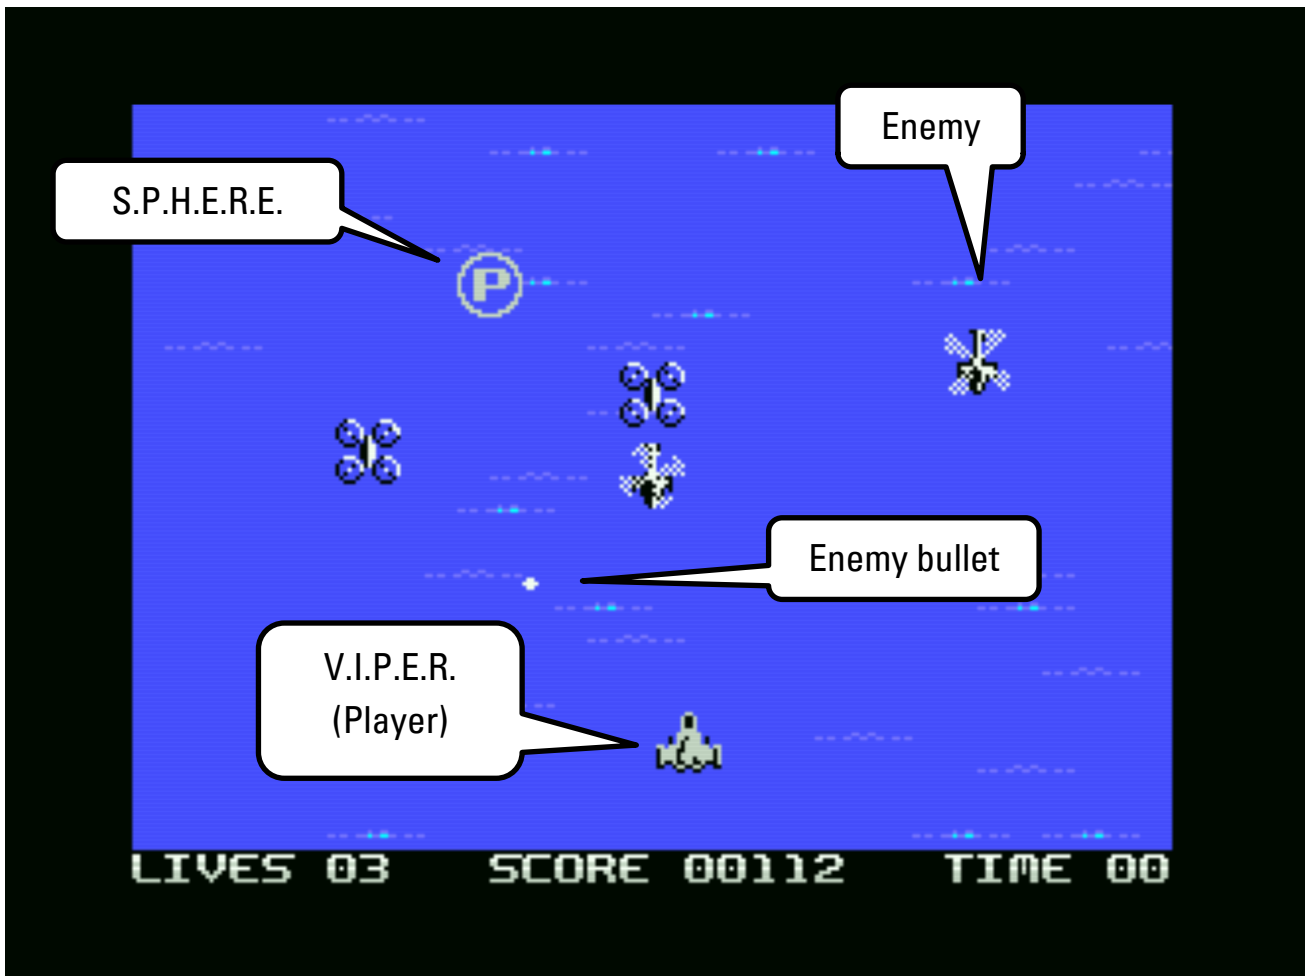 Enemy
S.P.H.E.R.E.
P
Enemy bullet
V.I.P.E.R.
(Player)
LIVES 03 SCORE 00112 TIME 00